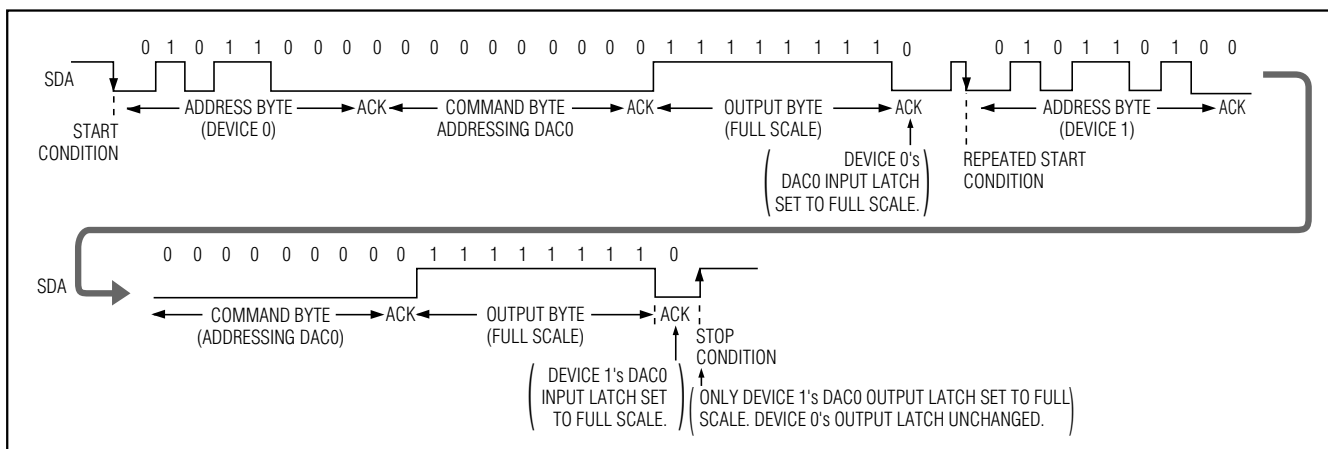 0 1 0 1 1 0 0 0 0 0 0 0 0 0 0 0 0 0 1 1 1 1 1 1 1 1 0 0 1 0 1 1 0 1 0 0
SDA
START CONDITION
ADDRESS BYTE
(DEVICE 0)
ACK
COMMAND BYTE
ADDRESSING DAC0
ACK
OUTPUT BYTE
(FULL SCALE)
ACK
DEVICE 0's
DAC0 INPUT LATCH
SET TO FULL SCALE.
REPEATED START
CONDITION
ADDRESS BYTE
(DEVICE 1)
ACK
0 0 0 0 0 0 0 0 0 1 1 1 1 1 1 1 1 0
SDA
COMMAND BYTE
(ADDRESSING DAC0)
ACK
OUTPUT BYTE
(FULL SCALE)
ACK
STOP
CONDITION
DEVICE 1's DAC0
INPUT LATCH SET
TO FULL SCALE.
ONLY DEVICE 1's DAC0 OUTPUT LATCH SET TO FULL
SCALE. DEVICE 0's OUTPUT LATCH UNCHANGED.